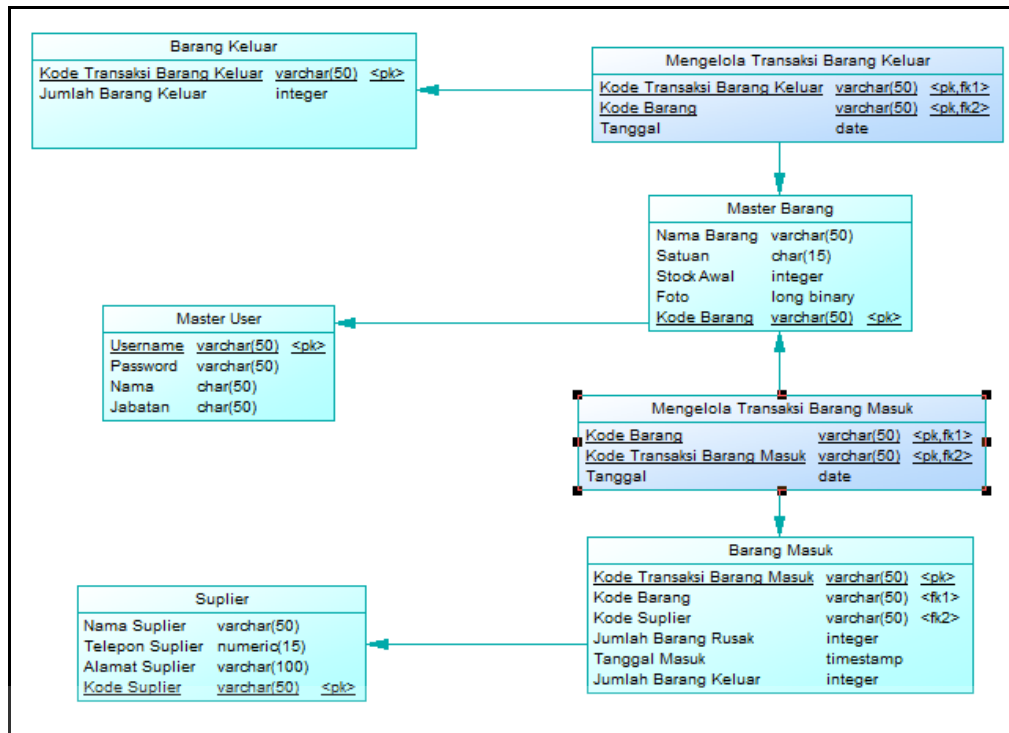 Barang Keluar
Kode Transaksi Barang Keluar varchar(50) <pk>
Jumlah Barang Keluar integer
Mengelola Transaksi Barang Keluar
Kode Transaksi Barang Keluar varchar(50) <pk,fk1>
Kode Barang varchar(50) <pk,fk2>
Tanggal date
Master Barang
Nama Barang varchar(50)
Satuan char(15)
Stock Awal integer
Foto long binary
Kode Barang varchar(50) <pk>
Master User
Username varchar(50) <pk>
Password varchar(50)
Nama char(50)
Jabatan char(50)
Mengelola Transaksi Barang Masuk
Kode Barang varchar(50) <pk,fk1>
Kode Transaksi Barang Masuk varchar(50) <pk,fk2>
Tanggal date
Barang Masuk
Kode Transaksi Barang Masuk varchar(50) <pk>
Kode Barang varchar(50) <fk1>
Kode Suplier varchar(50) <fk2>
Jumlah Barang Rusak integer
Tanggal Masuk timestamp
Jumlah Barang Keluar integer
Suplier
Nama Suplier varchar(50)
Telepon Suplier numeric(15)
Alamat Suplier varchar(100)
Kode Suplier varchar(50) <pk>